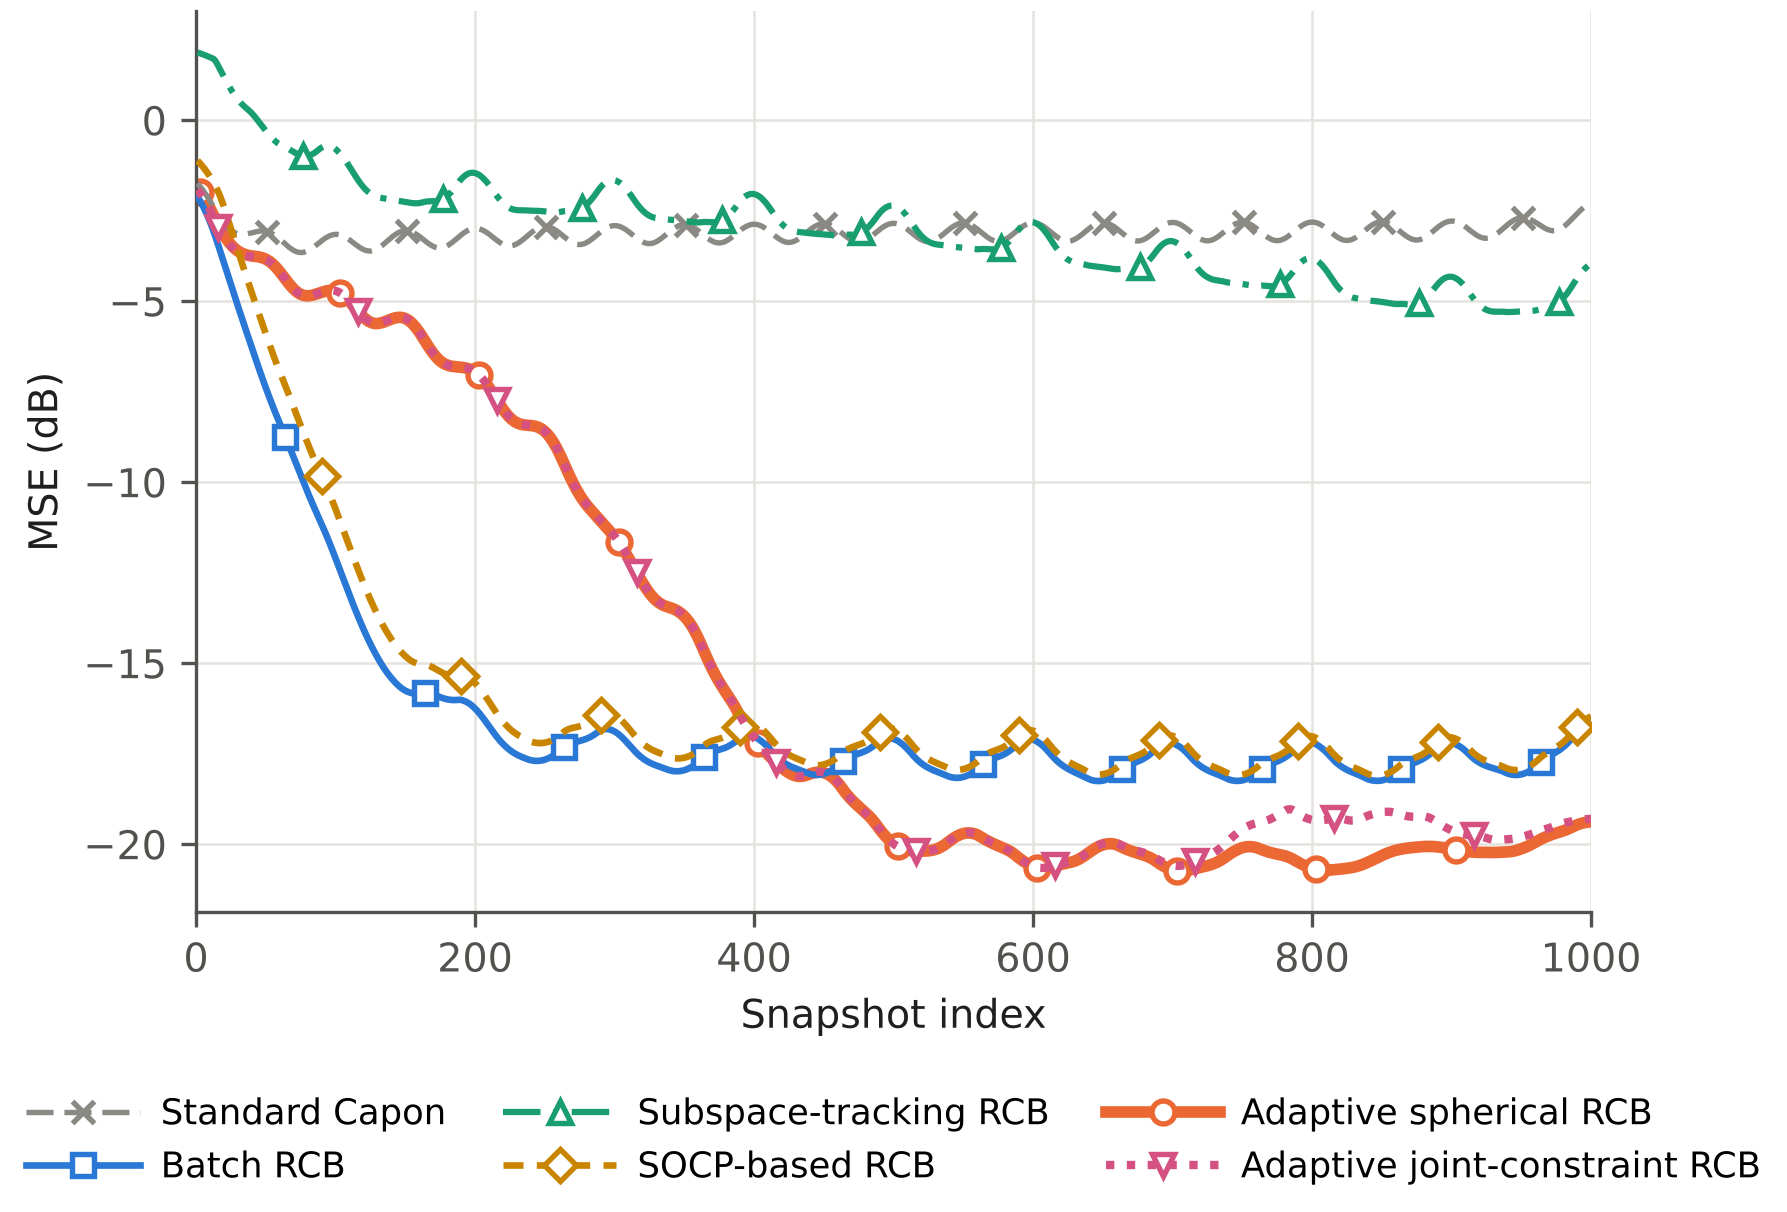 0
−5
−10
−15
−20
MSE (dB)
0 200 400 600 800 1000
Snapshot index
Standard Capon Subspace-tracking RCB Adaptive spherical RCB
Batch RCB SOCP-based RCB Adaptive joint-constraint RCB